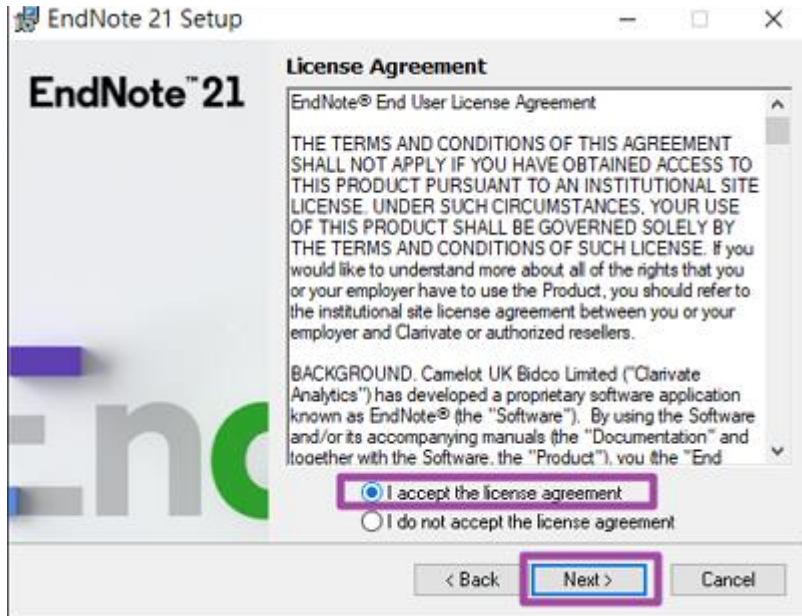 EndNote 21 Setup
EndNote™ 21
License Agreement
EndNote® End User License Agreement
THE TERMS AND CONDITIONS OF THIS AGREEMENT
SHALL NOT APPLY IF YOU HAVE OBTAINED ACCESS TO
THIS PRODUCT PURSUANT TO AN INSTITUTIONAL SITE
LICENSE. UNDER SUCH CIRCUMSTANCES, YOUR USE
OF THIS PRODUCT SHALL BE GOVERNED SOLELY BY
THE TERMS AND CONDITIONS OF SUCH LICENSE. If you
would like to understand more about all of the rights that you
or your employer have to use the Product, you should refer to
the institutional site license agreement between you or your
employer and Clarivate or authorized resellers.
BACKGROUND. Camelot UK Bidco Limited ("Clarivate
Analytics") has developed a proprietary software application
known as EndNote® (the "Software"). By using the Software
and/or its accompanying manuals (the "Documentation" and
together with the Software, the "Product"), you (the "End
I accept the license agreement
I do not accept the license agreement
Enc
< Back
Next >
Cancel